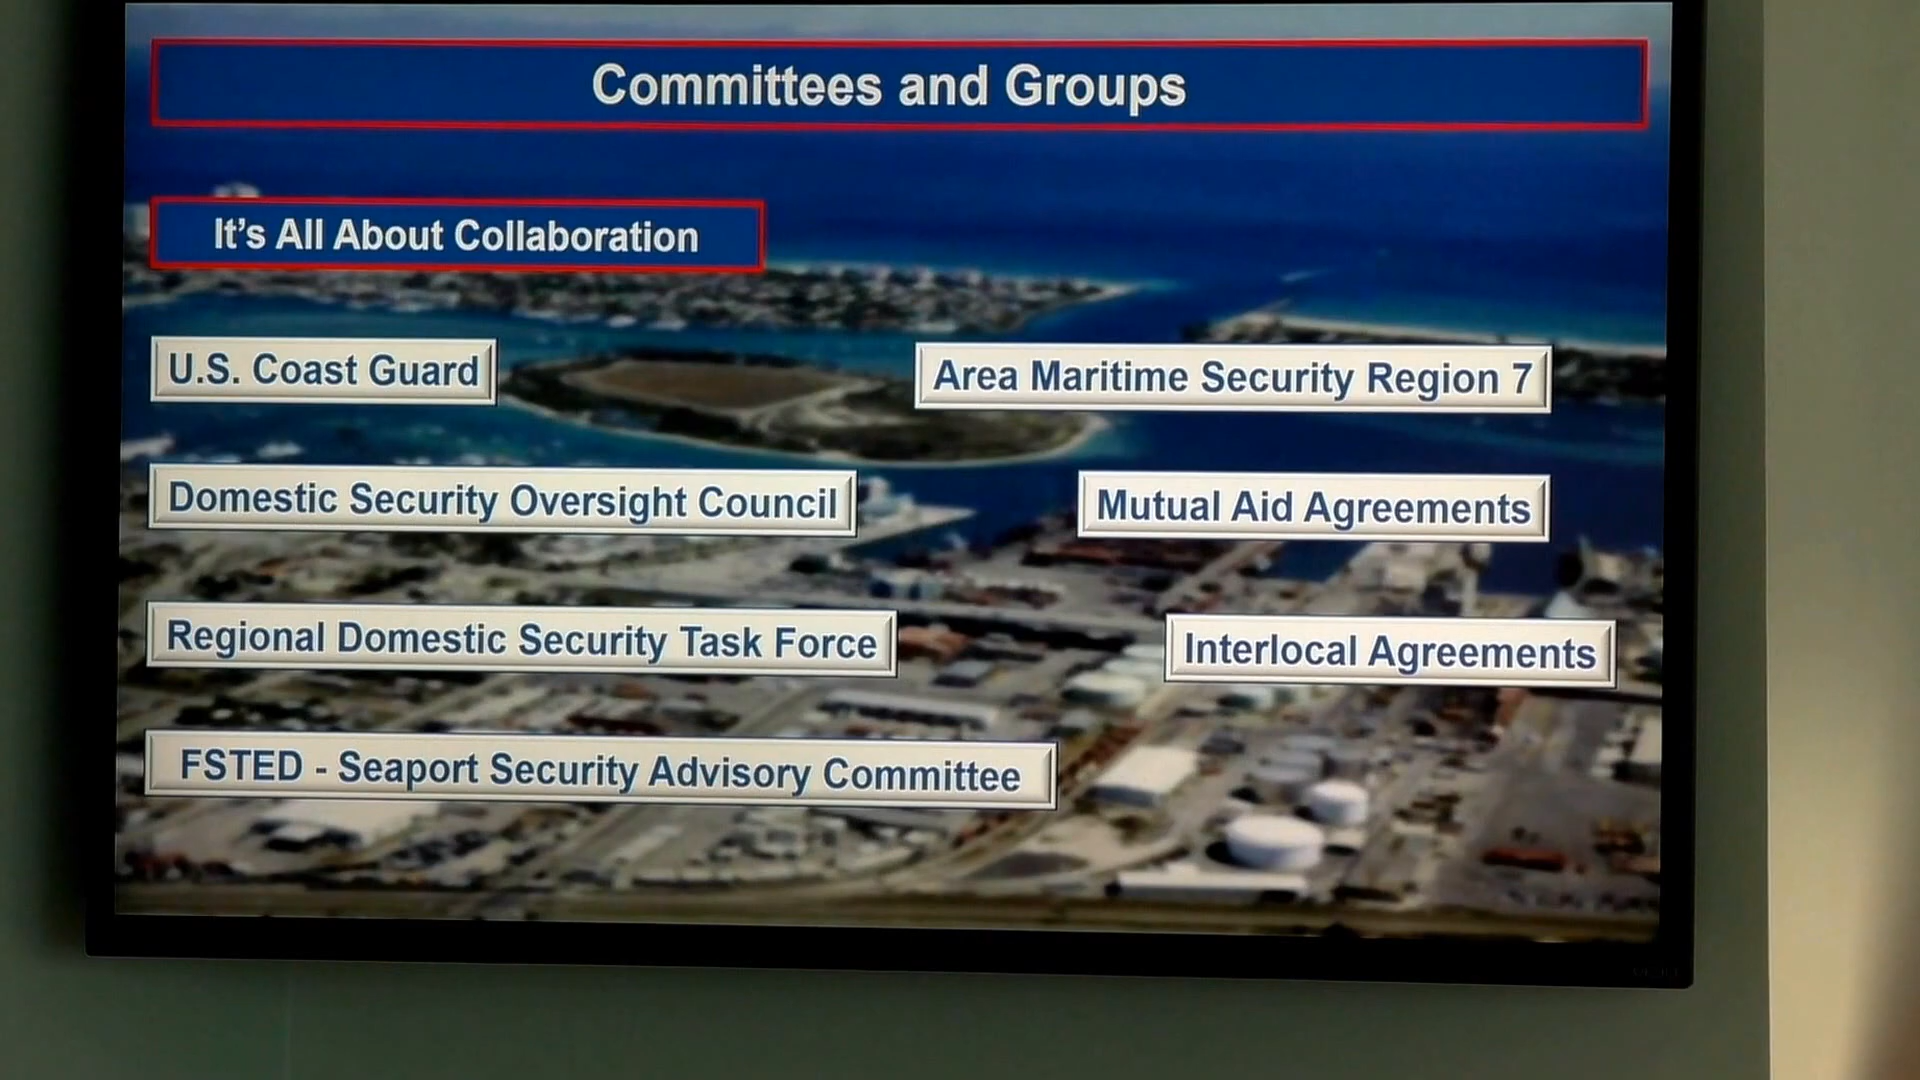 Committees and Groups
It's All About Collaboration
U.S. Coast Guard
Area Maritime Security Region 7
Domestic Security Oversight Council
Mutual Aid Agreements
Regional Domestic Security Task Force
Interlocal Agreements
FSTED - Seaport Security Advisory Committee